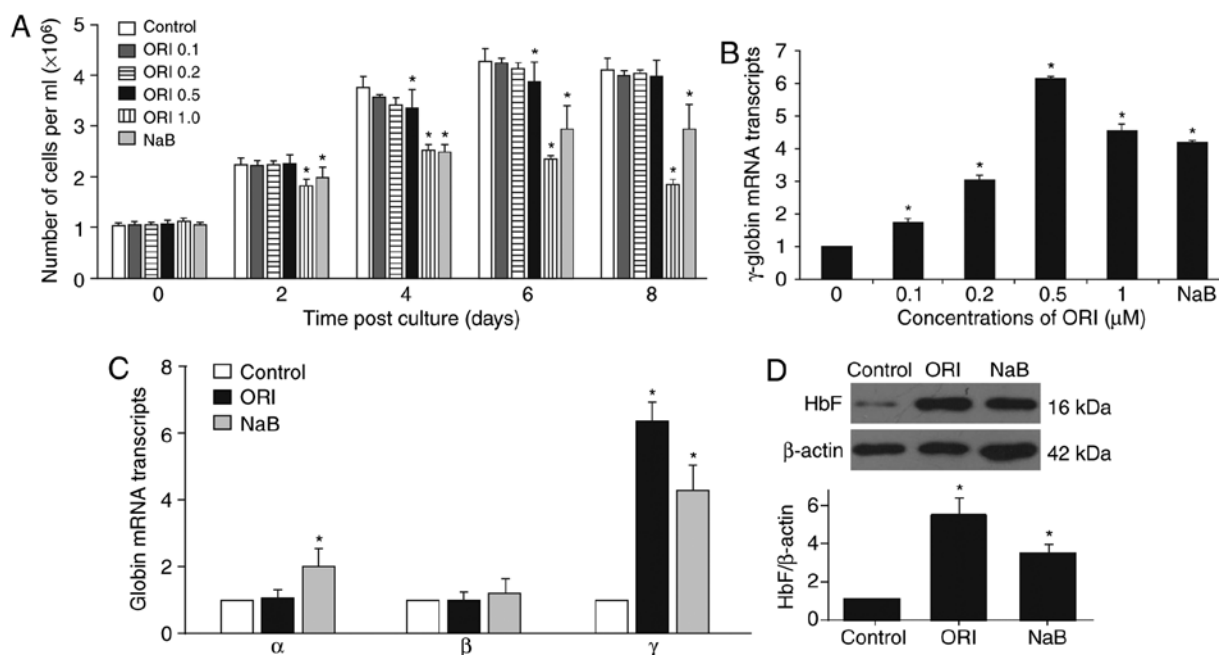 A
Number of cells per ml (×10⁶)
5
4
3
2
1
0
Control
ORI 0.1
ORI 0.2
ORI 0.5
ORI 1.0
NaB
* * * * * * * * * *
0 2 4 6 8
Time post culture (days)
B
γ-globin mRNA transcripts
7
6
5
4
3
2
1
0
* * * * *
0 0.1 0.2 0.5 1 NaB
Concentrations of ORI (μM)
C
Globin mRNA transcripts
8
6
4
2
0
Control
ORI
NaB
* * *
α β γ
D
Control ORI NaB
HbF 16 kDa
β-actin 42 kDa
HbF/β-actin
6
4
2
0
* *
Control ORI NaB